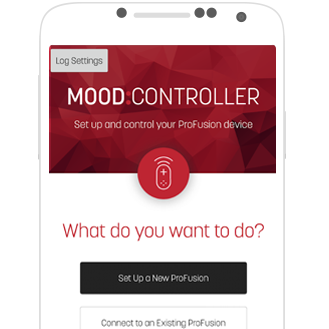 Log Settings
MOOD:CONTROLLER
Set up and control your ProFusion device
What do you want to do?
Set Up a New ProFusion
Connect to an Existing ProFusion